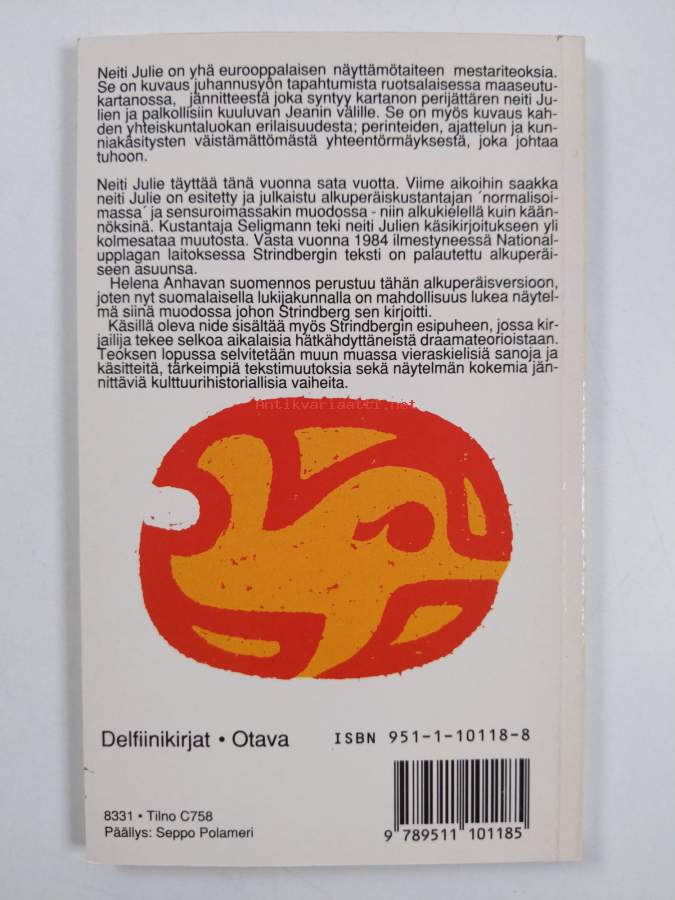 Neiti Julie on yhä eurooppalaisen näyttämötaiteen mestariteoksia.
Se on kuvaus juhannusyön tapahtumista ruotsalaisessa maaseutu-
kartanossa, jännitteestä joka syntyy kartanon perijättären neiti Ju-
lien ja palkollisiin kuuluvan Jeanin välille. Se on myös kuvaus kah-
den yhteiskuntaluokan erilaisuudesta; perinteiden, ajattelun ja kun-
niakäsitysten väistämättömästä yhteentörmäyksestä, joka johtaa
tuhoon.
Neiti Julie täyttää tänä vuonna sata vuotta. Viime aikoihin saakka
neiti Julie on esitetty ja julkaistu alkuperäiskustantajan ´normalisoi-
massa´ ja sensuroimassakin muodossa - niin alkukielellä kuin kään-
nöksinä. Kustantaja Seligmann teki neiti Julien käsikirjoitukseen yli
kolmesataa muutosta. Vasta vuonna 1984 ilmestyneessä National-
upplagan laitoksessa Strindbergin teksti on palautettu alkuperäi-
seen asuunsa.
Helena Anhavan suomennos perustuu tähän alkuperäisversioon,
joten nyt suomalaisella lukijakunnalla on mahdollisuus lukea näytel-
mä siinä muodossa johon Strindberg sen kirjoitti.
Käsillä oleva nide sisältää myös Strindbergin esipuheen, jossa kir-
jailija tekee selkoa aikalaisia hätkähdyttäneistä draamateorioistaan.
Teoksen lopussa selvitetään muun muassa vieraskielisiä sanoja ja
käsitteitä, tärkeimpiä tekstimuutoksia sekä näytelmän kokemia jän-
nittäviä kulttuurihistoriallisia vaiheita.
Antikvariaatti.net
Delfiinikirjat • Otava
ISBN 951-1-10118-8
8331 • Tilno C758
Päällys: Seppo Polameri
9 789511 101185